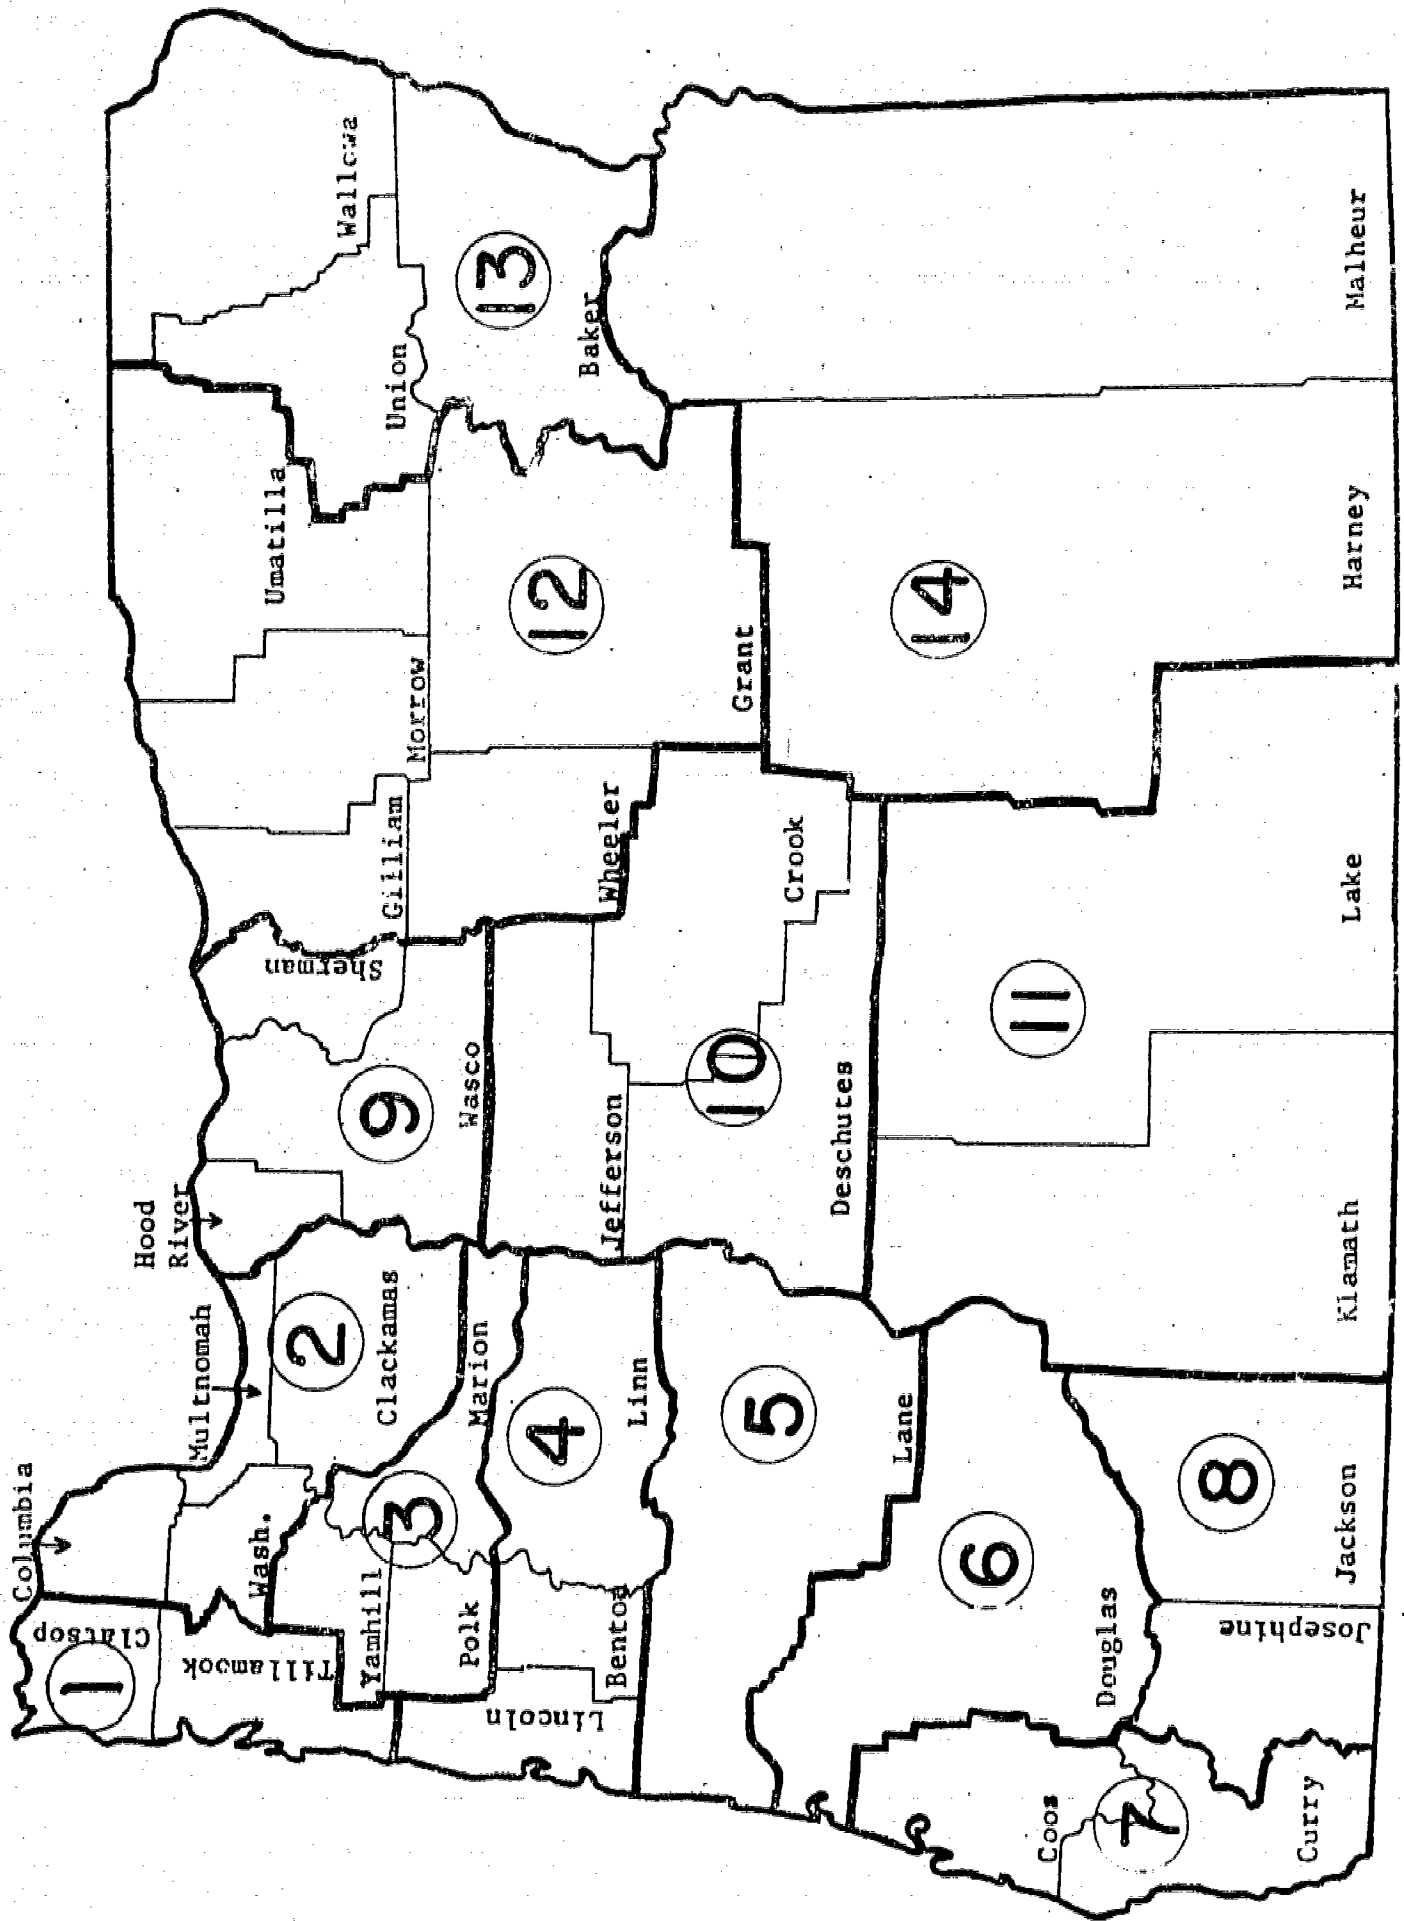 Columbia
Clatsop
1
Tillamook
Wash.
Multnomah
Hood
River
2
Clackamas
Yamhill
3
Polk
Marion
Lincoln
Benton
4
Linn
5
Lane
6
Douglas
Coos
7
Curry
Josephine
8
Jackson
9
Wasco
Sherman
Jefferson
10
Crook
Deschutes
11
Klamath
Lake
Gilliam
Morrow
Umatilla
Wheeler
12
Grant
Union
Wallowa
13
Baker
14
Harney
Malheur